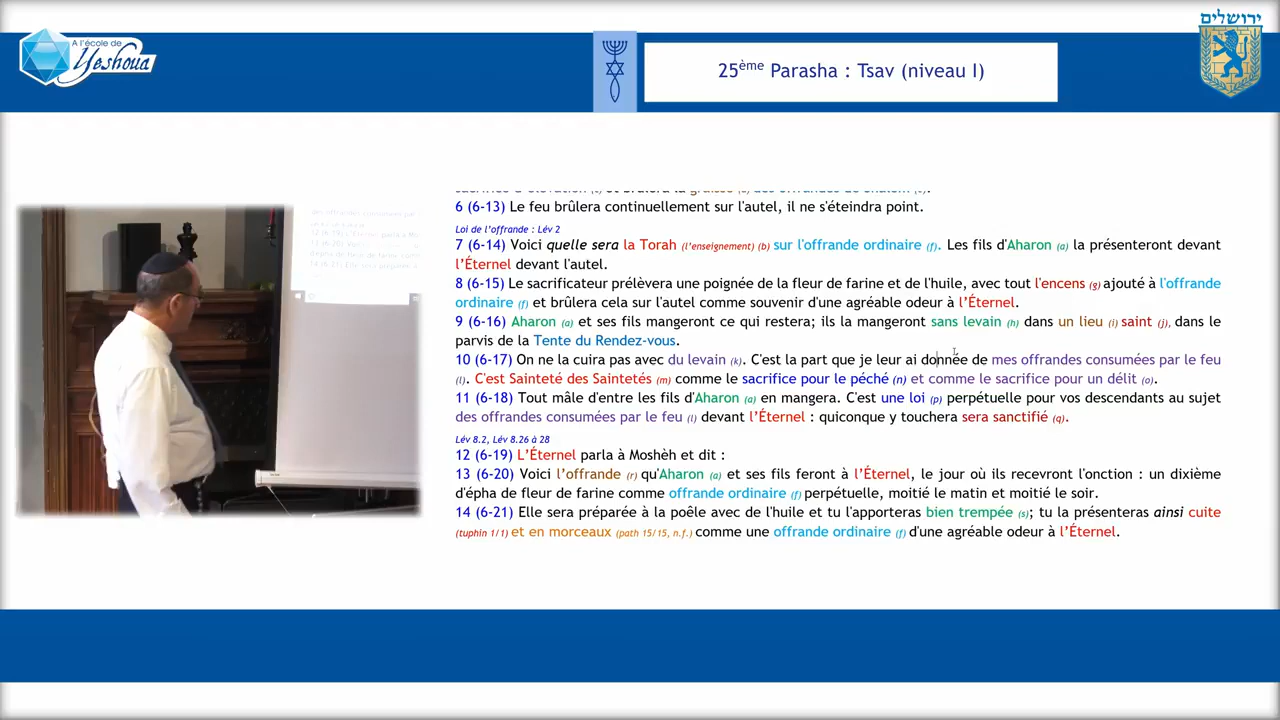 A l'école de
Yeshoua
25ème Parasha : Tsav (niveau I)
ירושלים
6 (6-13) Le feu brûlera continuellement sur l'autel, il ne s'éteindra point.
Loi de l'offrande : Lév 2
7 (6-14) Voici quelle sera la Torah (l'enseignement) (b) sur l'offrande ordinaire (f). Les fils d'Aharon (a) la présenteront devant
l'Éternel devant l'autel.
8 (6-15) Le sacrificateur prélèvera une poignée de la fleur de farine et de l'huile, avec tout l'encens (g) ajouté à l'offrande
ordinaire (f) et brûlera cela sur l'autel comme souvenir d'une agréable odeur à l'Éternel.
9 (6-16) Aharon (a) et ses fils mangeront ce qui restera; ils la mangeront sans levain (h) dans un lieu (i) saint (j), dans le
parvis de la Tente du Rendez-vous.
10 (6-17) On ne la cuira pas avec du levain (k). C'est la part que je leur ai donnée de mes offrandes consumées par le feu
(l). C'est Sainteté des Saintetés (m) comme le sacrifice pour le péché (n) et comme le sacrifice pour un délit (o).
11 (6-18) Tout mâle d'entre les fils d'Aharon (a) en mangera. C'est une loi (p) perpétuelle pour vos descendants au sujet
des offrandes consumées par le feu (l) devant l'Éternel : quiconque y touchera sera sanctifié (q).
Lév 8.2, Lév 8.26 à 28
12 (6-19) L'Éternel parla à Moshèh et dit :
13 (6-20) Voici l'offrande (r) qu'Aharon (a) et ses fils feront à l'Éternel, le jour où ils recevront l'onction : un dixième
d'épha de fleur de farine comme offrande ordinaire (f) perpétuelle, moitié le matin et moitié le soir.
14 (6-21) Elle sera préparée à la poêle avec de l'huile et tu l'apporteras bien trempée (s); tu la présenteras ainsi cuite
(tuphin 1/1) et en morceaux (path 15/15, n.f.) comme une offrande ordinaire (f) d'une agréable odeur à l'Éternel.